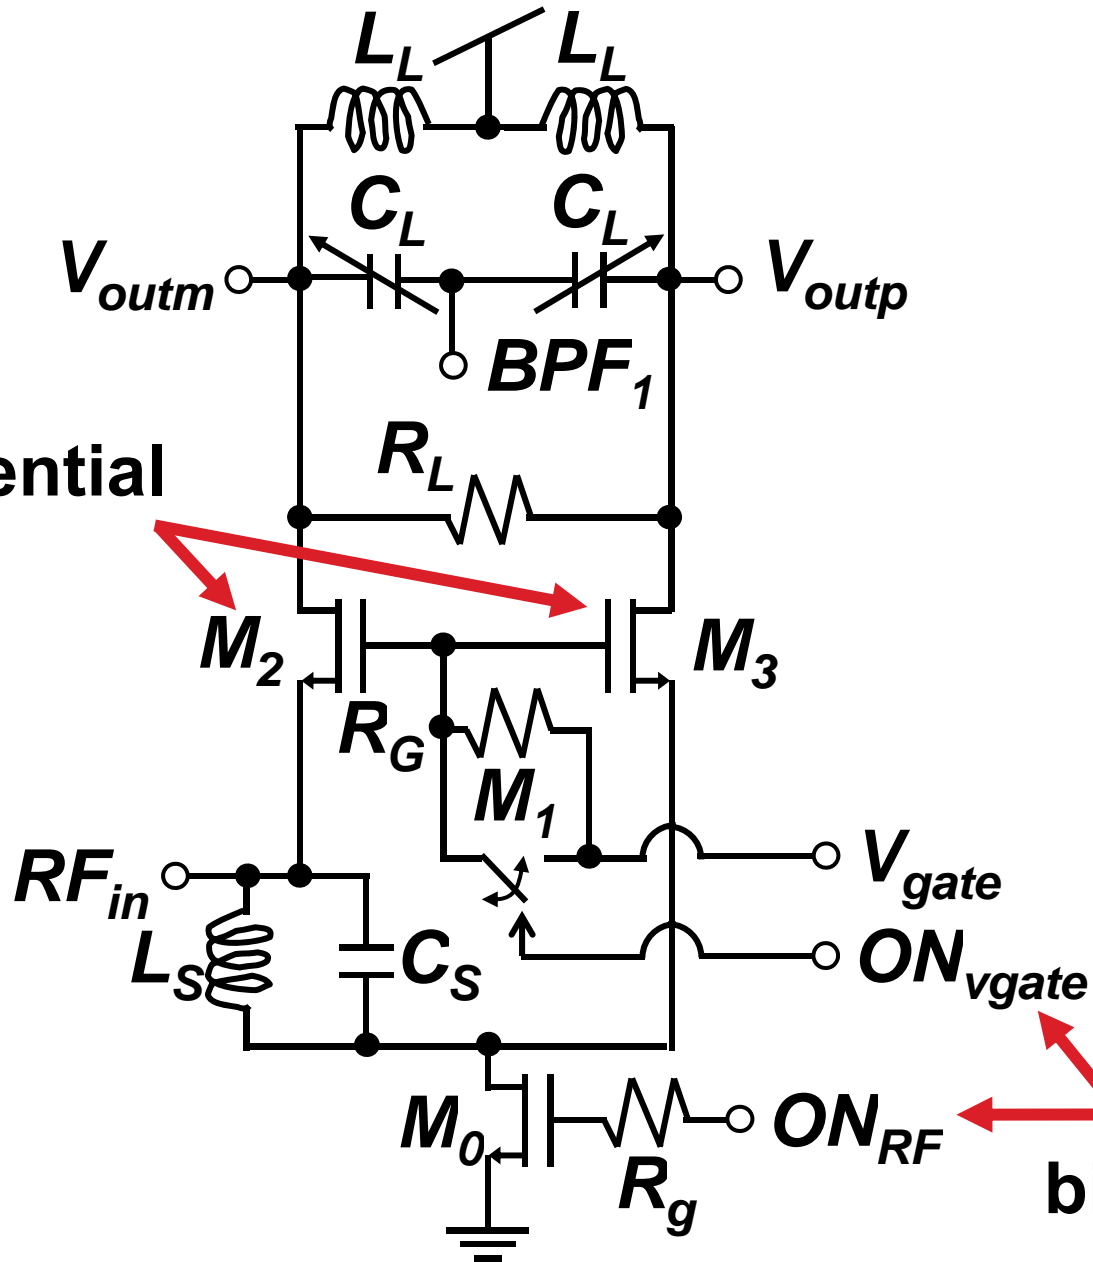 L_L L_L
C_L C_L
V_outm V_outp
BPF_1
R_L
ential
M_2 M_3
R_G
M_1
RF_in V_gate
L_S C_S ON_vgate
M_0 ON_RF
R_g b